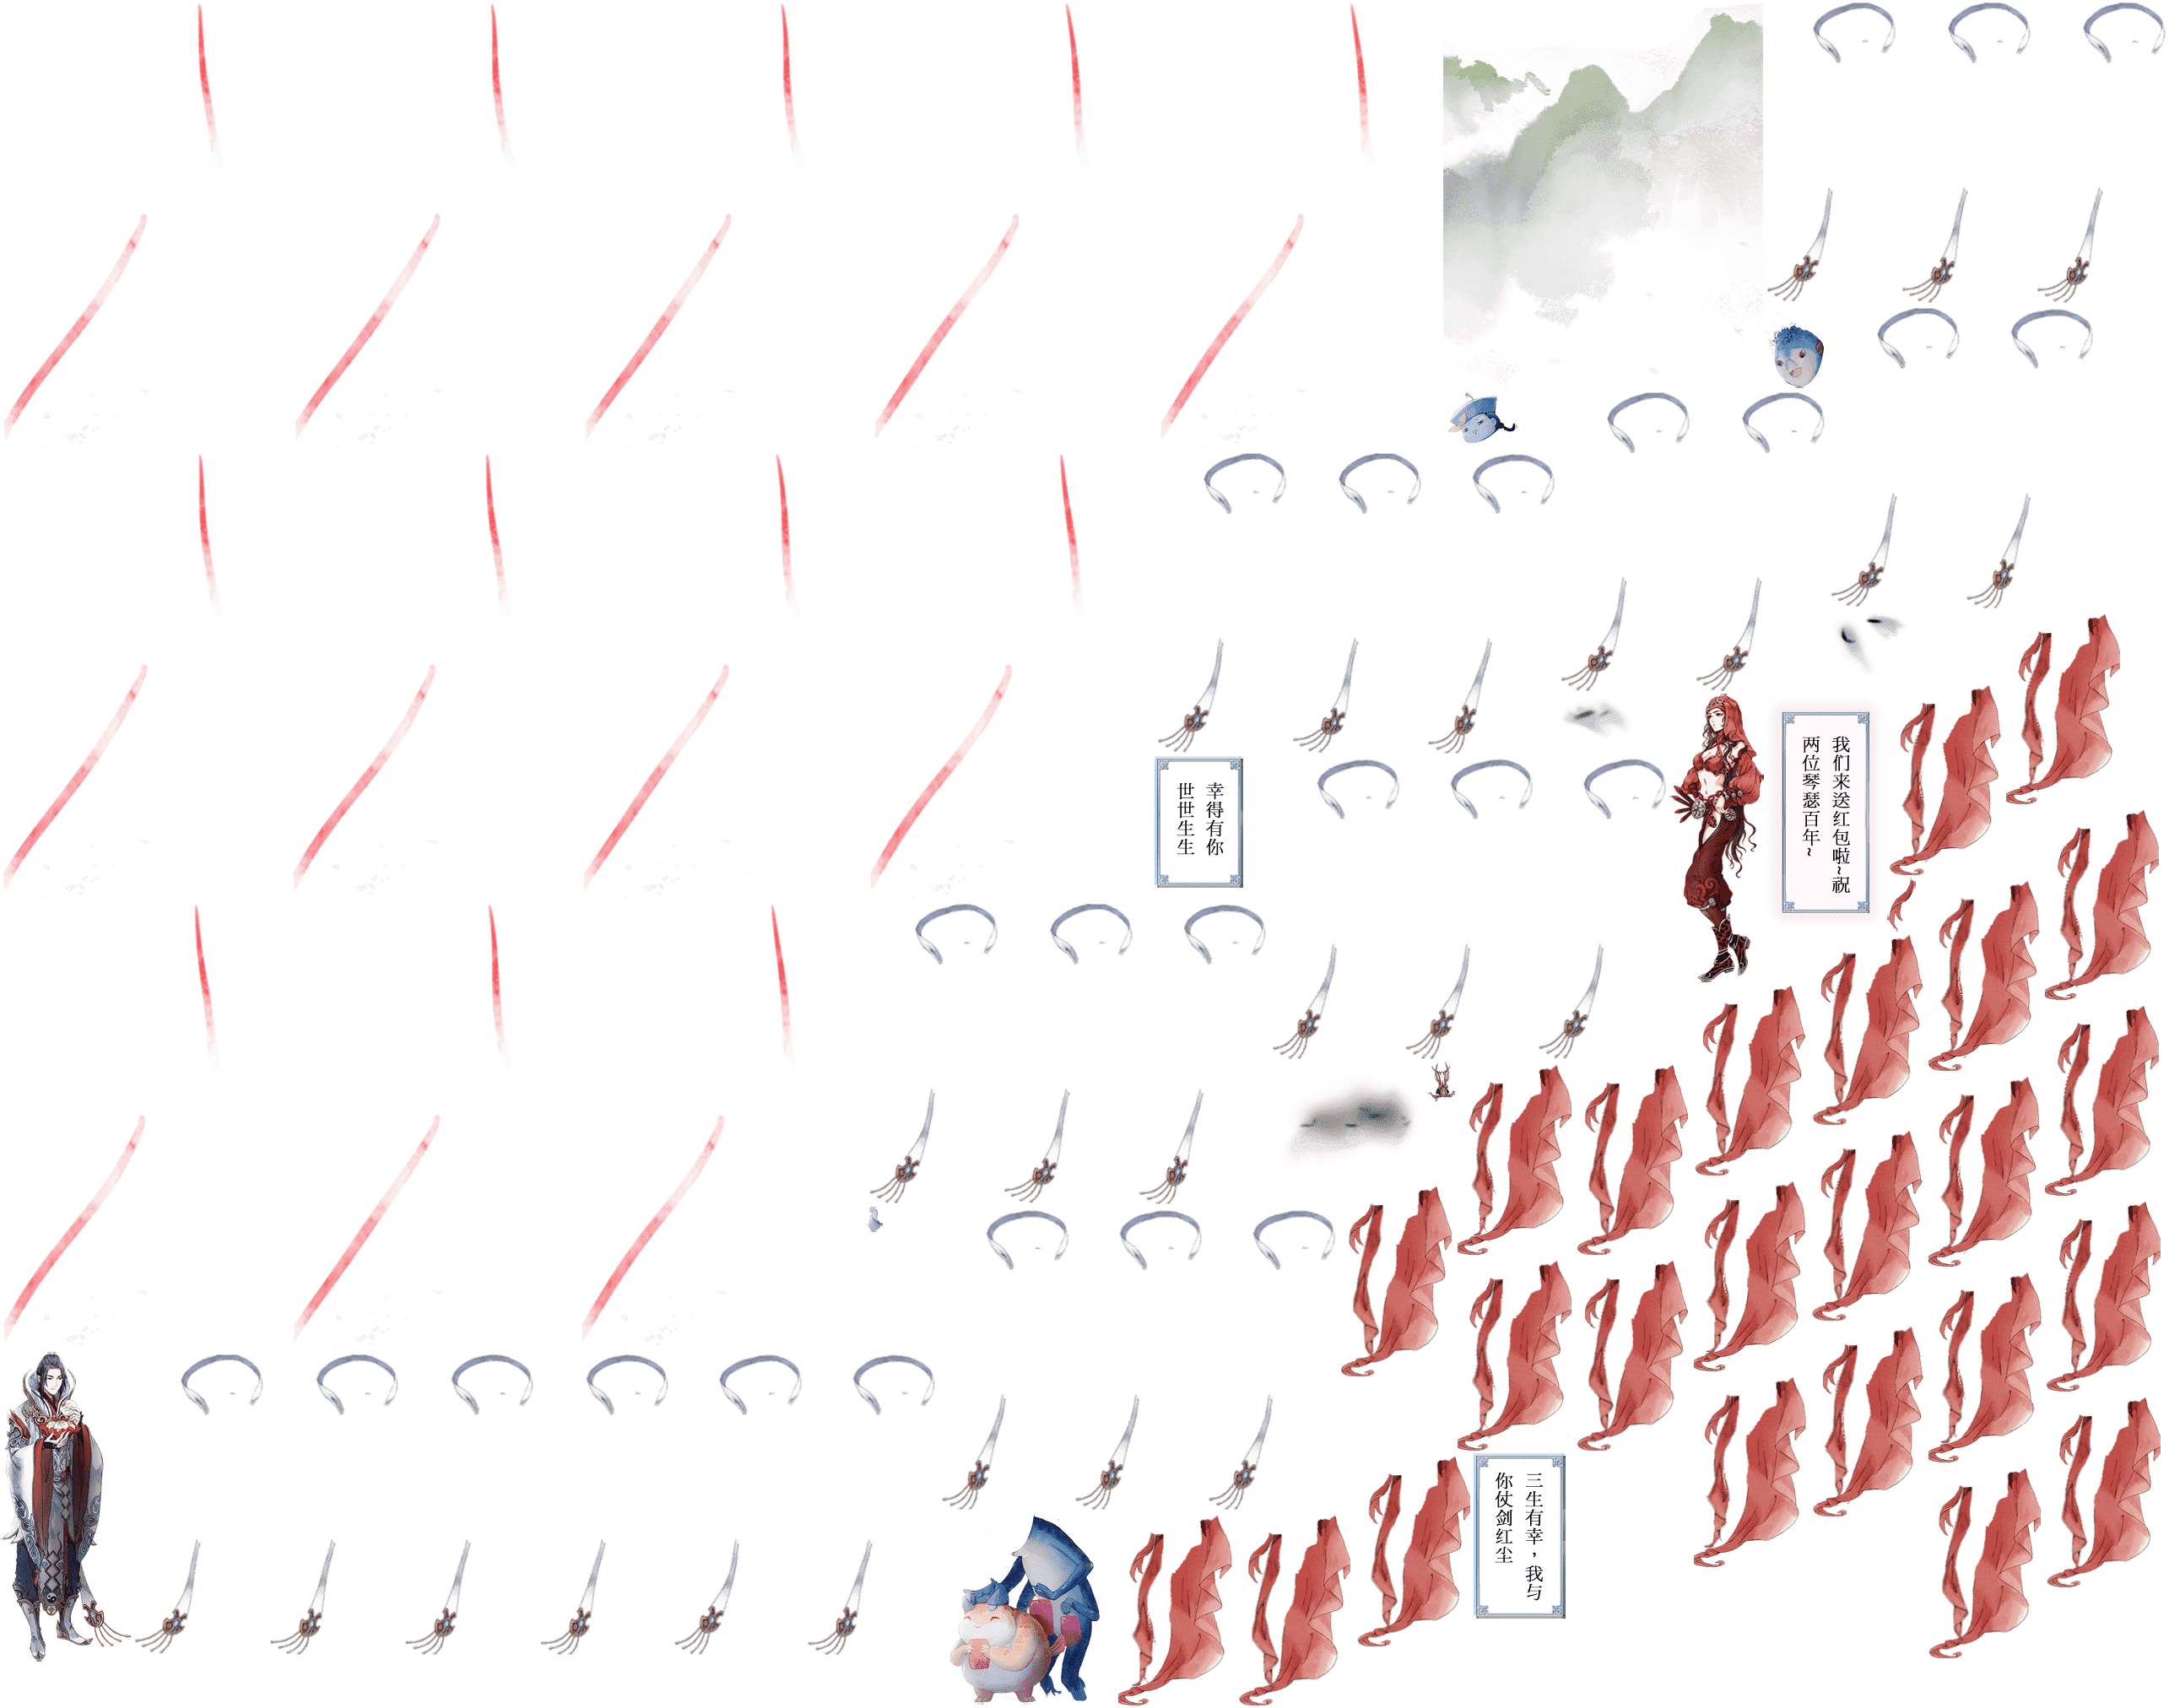 我们来送红包啦~祝
两位琴瑟百年~
幸得有你
世世生生
三生有幸，我与
你仗剑红尘